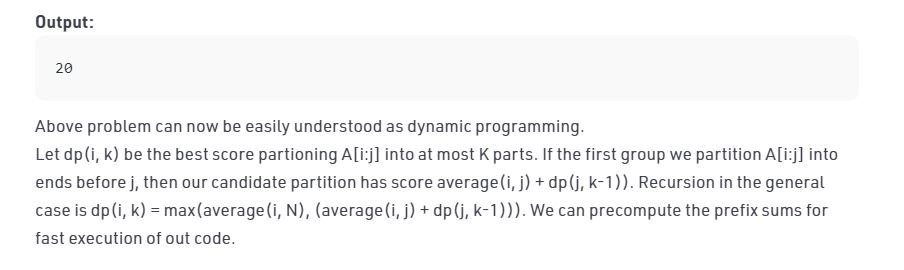 Output:
20
Above problem can now be easily understood as dynamic programming.
Let dp(i, k) be the best score partioning A[i:j] into at most K parts. If the first group we partition A[i:j] into
ends before j, then our candidate partition has score average(i, j) + dp(j, k-1)). Recursion in the general
case is dp(i, k) = max(average(i, N), (average(i, j) + dp(j, k-1))). We can precompute the prefix sums for
fast execution of out code.